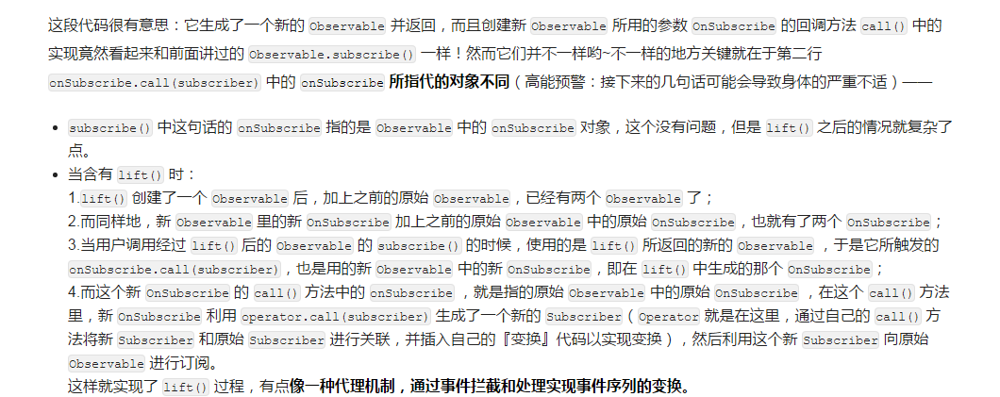 这段代码很有意思：它生成了一个新的 Observable 并返回，而且创建新 Observable 所用的参数 OnSubscribe 的回调方法 call() 中的
实现竟然看起来和前面讲过的 Observable.subscribe() 一样！然而它们并不一样哟~不一样的地方关键就在于第二行
onSubscribe.call(subscriber) 中的 onSubscribe 所指代的对象不同（高能预警：接下来的几句话可能会导致身体的严重不适）——
• subscribe() 中这句话的 onSubscribe 指的是 Observable 中的 onSubscribe 对象，这个没有问题，但是 lift() 之后的情况就复杂了
点。
• 当含有 lift() 时：
1.lift() 创建了一个 Observable 后，加上之前的原始 Observable，已经有两个 Observable 了；
2.而同样地，新 Observable 里的新 OnSubscribe 加上之前的原始 Observable 中的原始 OnSubscribe，也就有了两个 OnSubscribe；
3.当用户调用经过 lift() 后的 Observable 的 subscribe() 的时候，使用的是 lift() 所返回的新的 Observable ，于是它所触发的
onSubscribe.call(subscriber)，也是用的新 Observable 中的新 OnSubscribe，即在 lift() 中生成的那个 OnSubscribe；
4.而这个新 OnSubscribe 的 call() 方法中的 onSubscribe ，就是指的原始 Observable 中的原始 OnSubscribe ，在这个 call() 方法
里，新 OnSubscribe 利用 operator.call(subscriber) 生成了一个新的 Subscriber（Operator 就是在这里，通过自己的 call() 方
法将新 Subscriber 和原始 Subscriber 进行关联，并插入自己的『变换』代码以实现变换），然后利用这个新 Subscriber 向原始
Observable 进行订阅。
这样就实现了 lift() 过程，有点像一种代理机制，通过事件拦截和处理实现事件序列的变换。